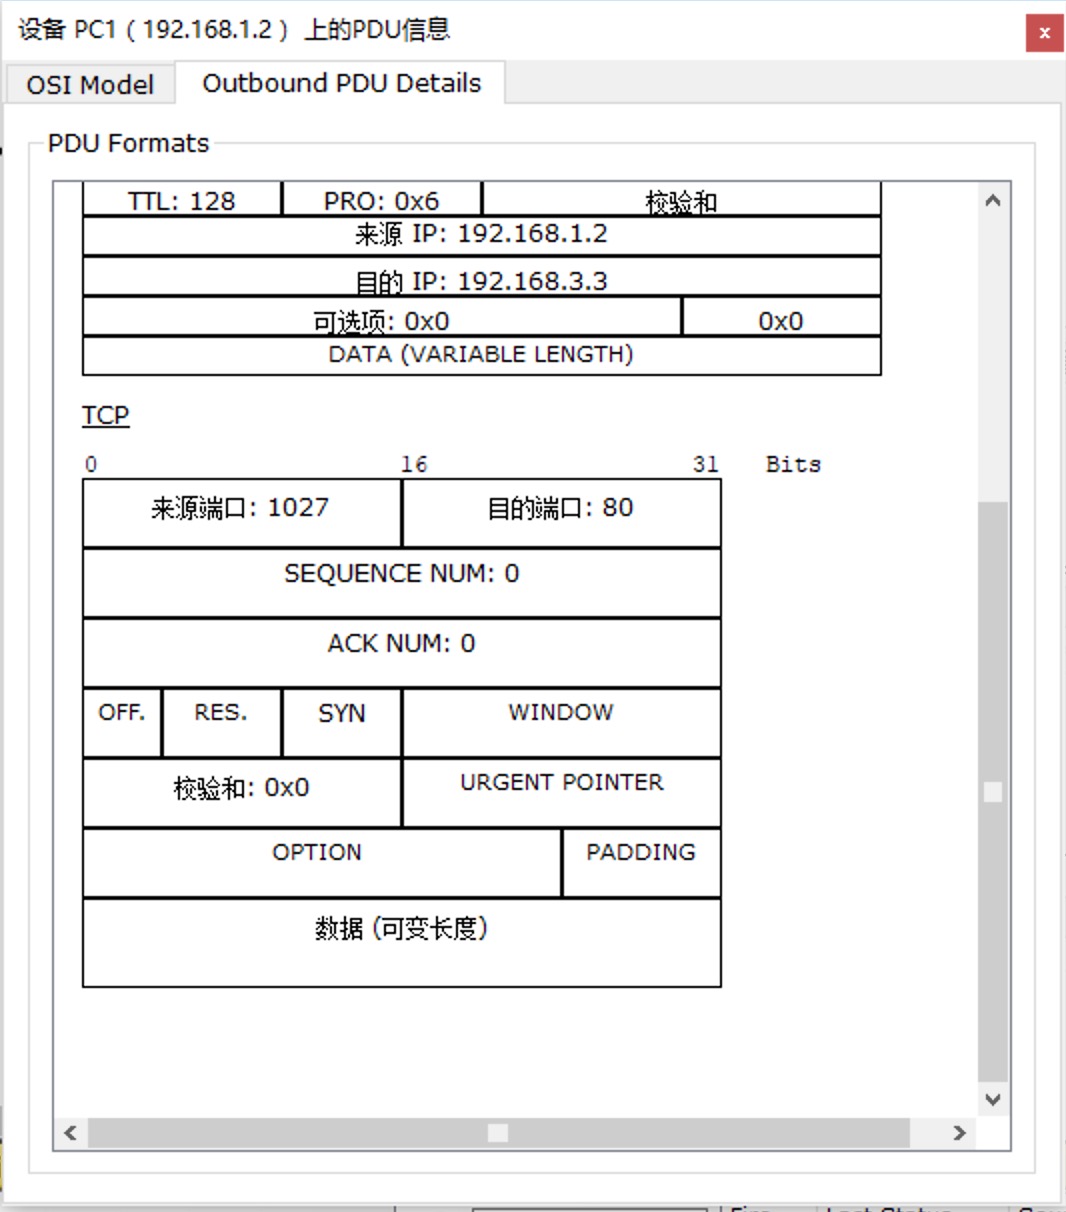 设备 PC1 ( 192.168.1.2 ) 上的PDU信息
x
OSI Model Outbound PDU Details
PDU Formats
TTL: 128 PRO: 0x6 校验和
来源 IP: 192.168.1.2
目的 IP: 192.168.3.3
可选项: 0x0 0x0
DATA (VARIABLE LENGTH)
TCP
0 16 31 Bits
来源端口: 1027 目的端口: 80
SEQUENCE NUM: 0
ACK NUM: 0
OFF. RES. SYN WINDOW
校验和: 0x0 URGENT POINTER
OPTION PADDING
数据 (可变长度)